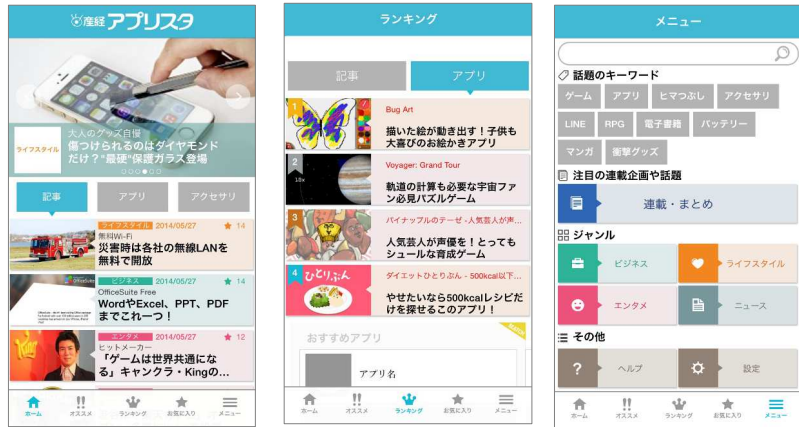 産経アプリスタ
大人のグッズ自慢
ライフスタイル
傷つけられるのはダイヤモンド
だけ？“最硬”保護ガラス登場
記事
アプリ
アクセサリ
ライフスタイル 2014/05/27 ★ 14
無料Wi-Fi
災害時は各社の無線LANを
無料で開放
ビジネス 2014/05/27 ★ 14
OfficeSuite Free
WordやExcel、PPT、PDF
までこれ一つ！
エンタメ 2014/05/27 ★ 12
ヒットメーカー
「ゲームは世界共通にな
る」キャンクラ・Kingの...
ホーム
オススメ
ランキング
お気に入り
メニュー
ランキング
記事
アプリ
1
Bug Art
描いた絵が動き出す！子供も
大喜びのお絵かきアプリ
2
18x
Voyager: Grand Tour
軌道の計算も必要な宇宙ファ
ン必見パズルゲーム
3
パイナップルのテーゼ -人気芸人が声...
人気芸人が声優を！とっても
シュールな育成ゲーム
4
ひとりぶん
ダイエットひとりぶん - 500kcal以下...
やせたいなら500kcalレシピだ
けを探せるこのアプリ！
おすすめアプリ
アプリ名
ホーム
オススメ
ランキング
お気に入り
メニュー
メニュー
話題のキーワード
ゲーム
アプリ
ヒマつぶし
アクセサリ
LINE
RPG
電子書籍
バッテリー
マンガ
衝撃グッズ
注目の連載企画や話題
連載・まとめ
ジャンル
ビジネス
ライフスタイル
エンタメ
ニュース
その他
?
ヘルプ
設定
ホーム
オススメ
ランキング
お気に入り
メニュー